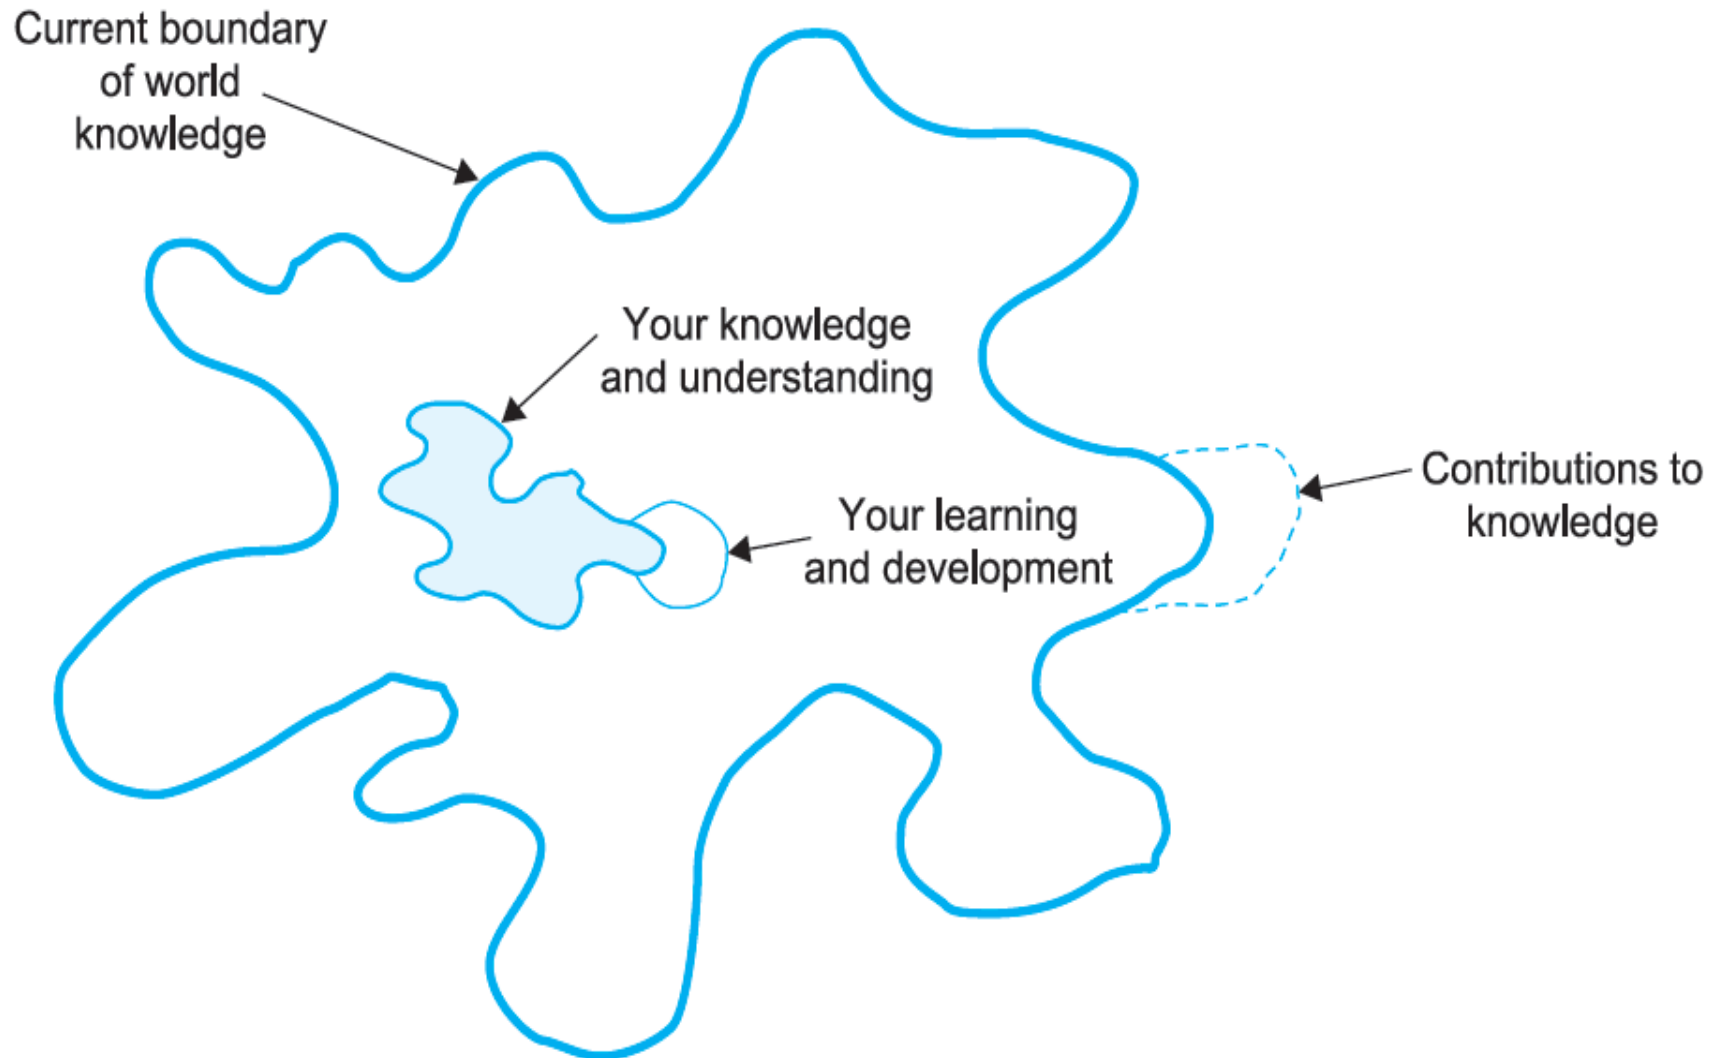 Current boundary
of world
knowledge
Your knowledge
and understanding
Your learning
and development
Contributions to
knowledge